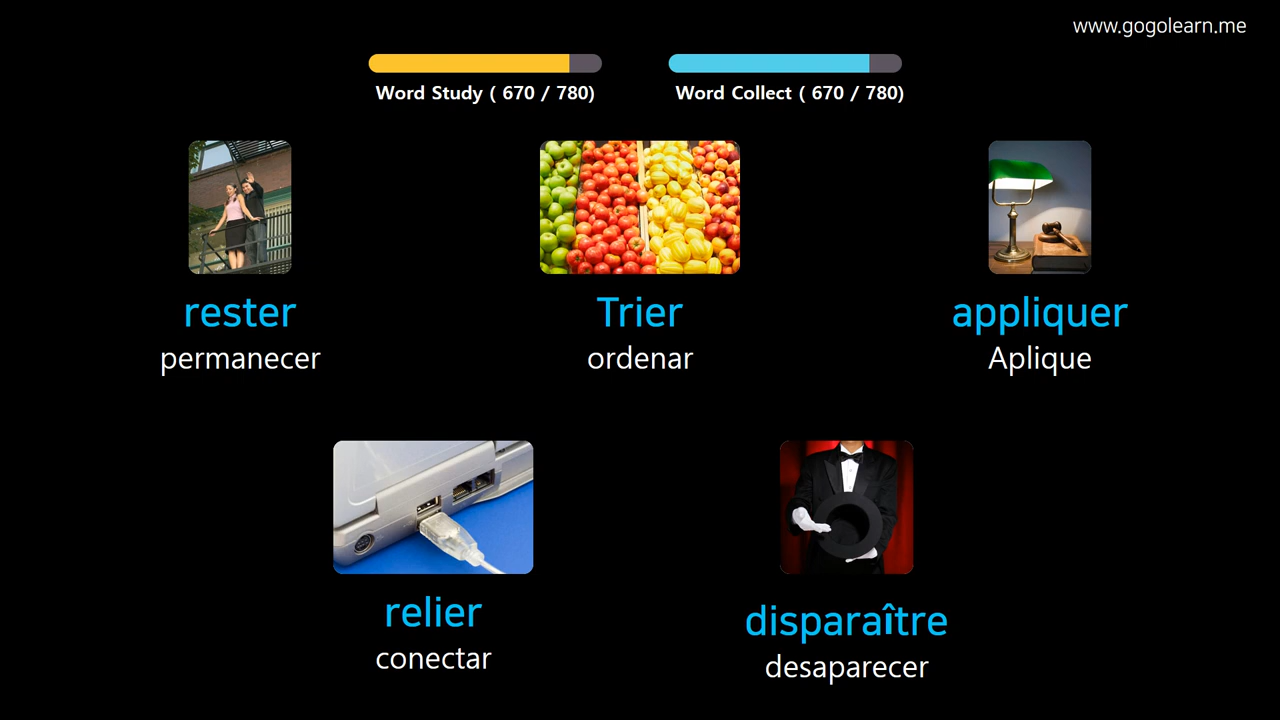 www.gogolearn.me
Word Study ( 670 / 780)
Word Collect ( 670 / 780)
rester
permanecer
Trier
ordenar
appliquer
Aplique
relier
conectar
disparaître
desaparecer